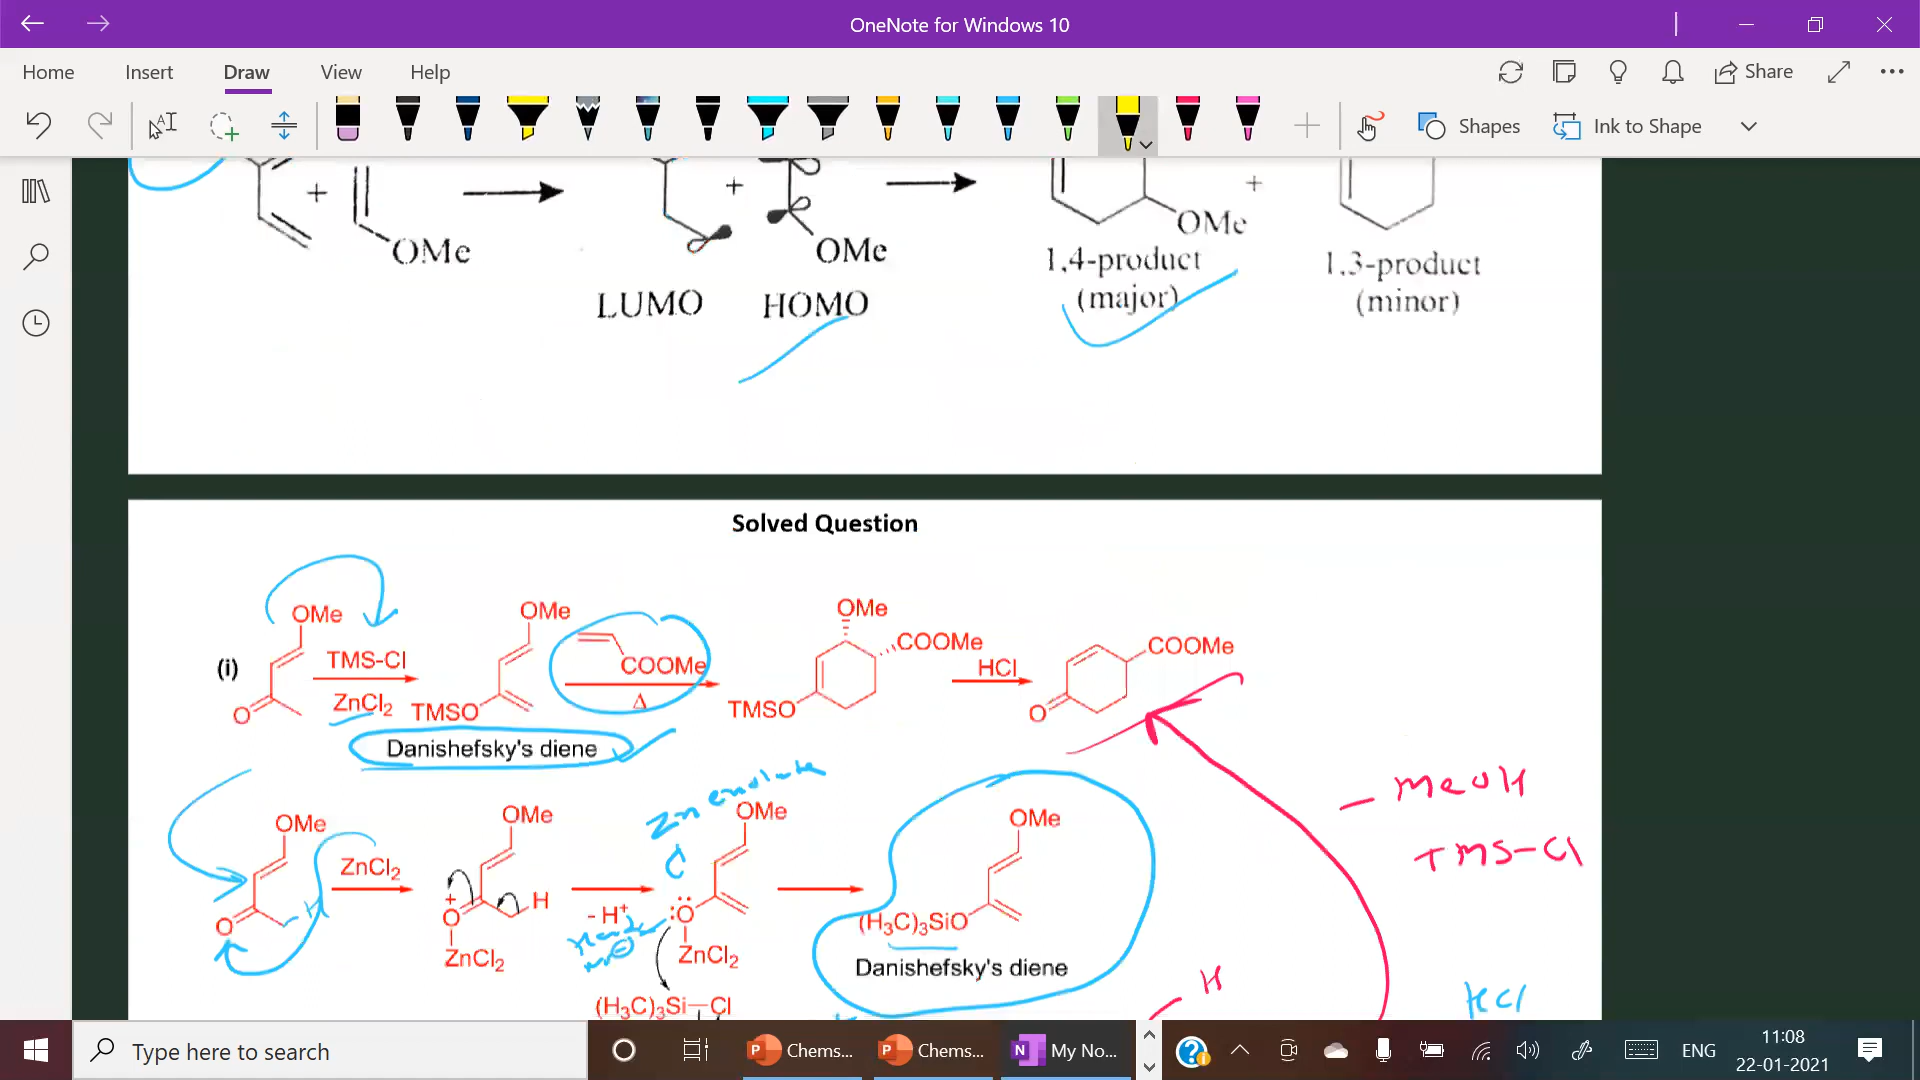 OneNote for Windows 10
Home Insert Draw View Help Share
Shapes Ink to Shape
+ OMe
LUMO
+ OMe
HOMO
OMe
1,4-product
(major)
+
1,3-product
(minor)
Solved Question
(i)
OMe
O
TMS-Cl
ZnCl2
OMe
TMSO
Danishefsky's diene
COOMe
Δ
OMe
COOMe
TMSO
HCl
COOMe
O
OMe
O
H
ZnCl2
OMe
+
O
H
ZnCl2
- H+
Zn enolate
OMe
:O
ZnCl2
(H3C)3Si-Cl
OMe
(H3C)3SiO
Danishefsky's diene
- MeOH
TMS-Cl
- H
HCl
Type here to search
Chems...
Chems...
My No...
ENG
11:08
22-01-2021